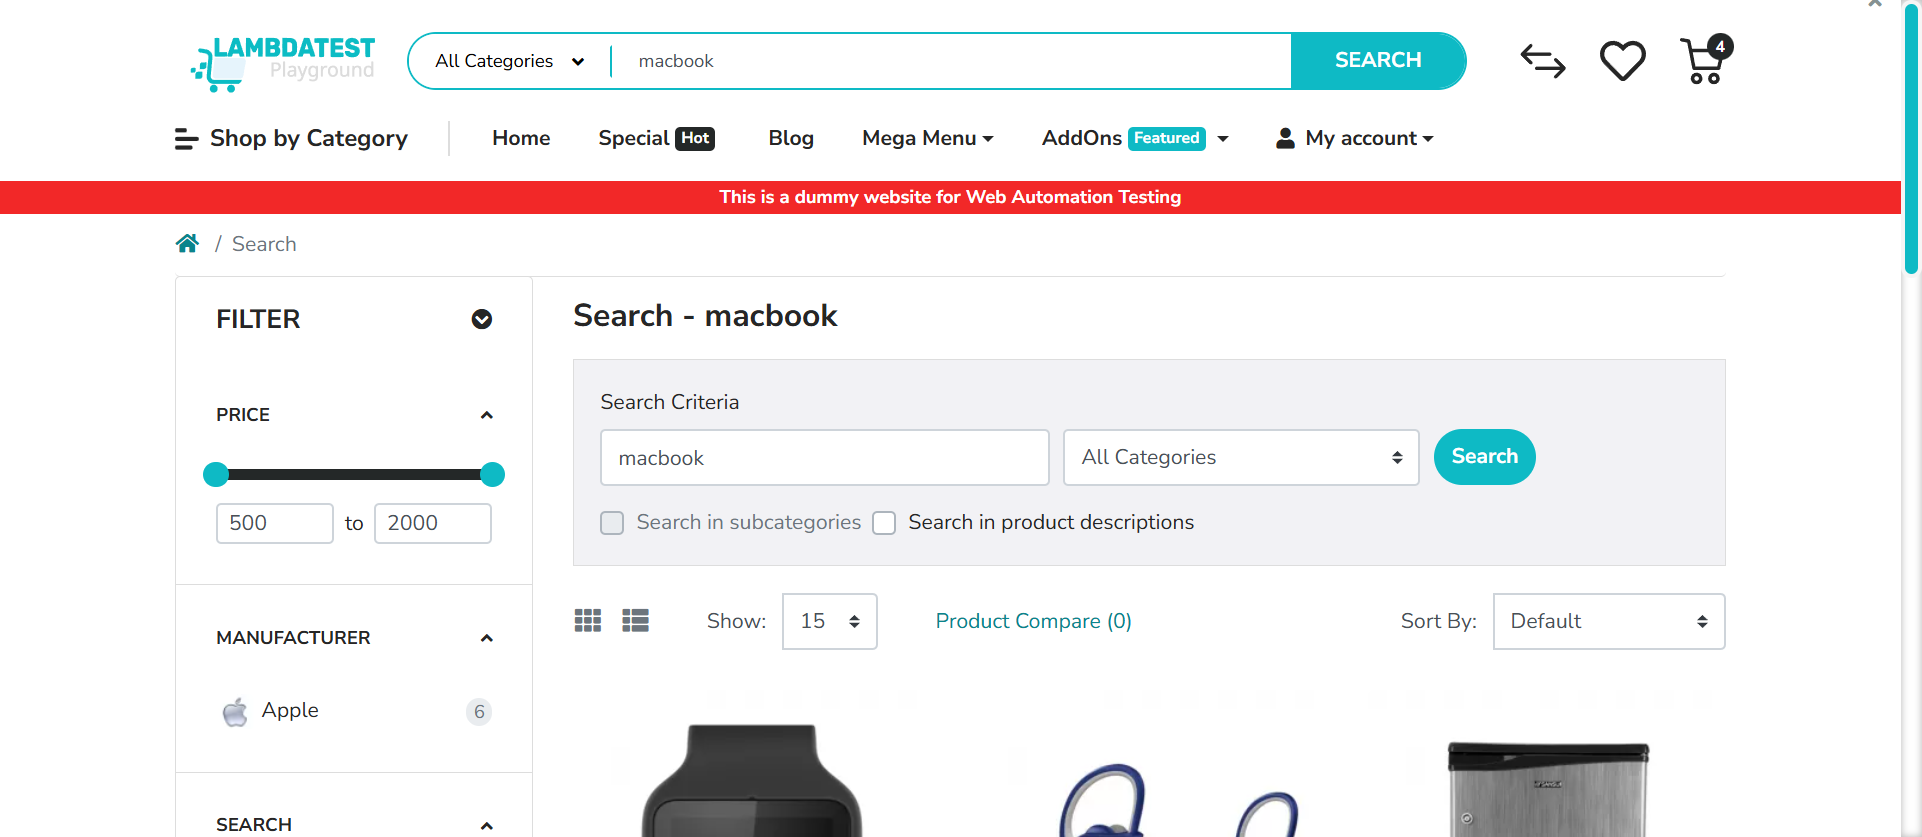 LAMBDATEST
Playground
All Categories
macbook
SEARCH
4
Shop by Category
Home
Special Hot
Blog
Mega Menu
AddOns Featured
My account
This is a dummy website for Web Automation Testing
/ Search
FILTER
PRICE
500 to 2000
MANUFACTURER
Apple 6
SEARCH
Search - macbook
Search Criteria
macbook
All Categories
Search
Search in subcategories
Search in product descriptions
Show: 15
Product Compare (0)
Sort By: Default